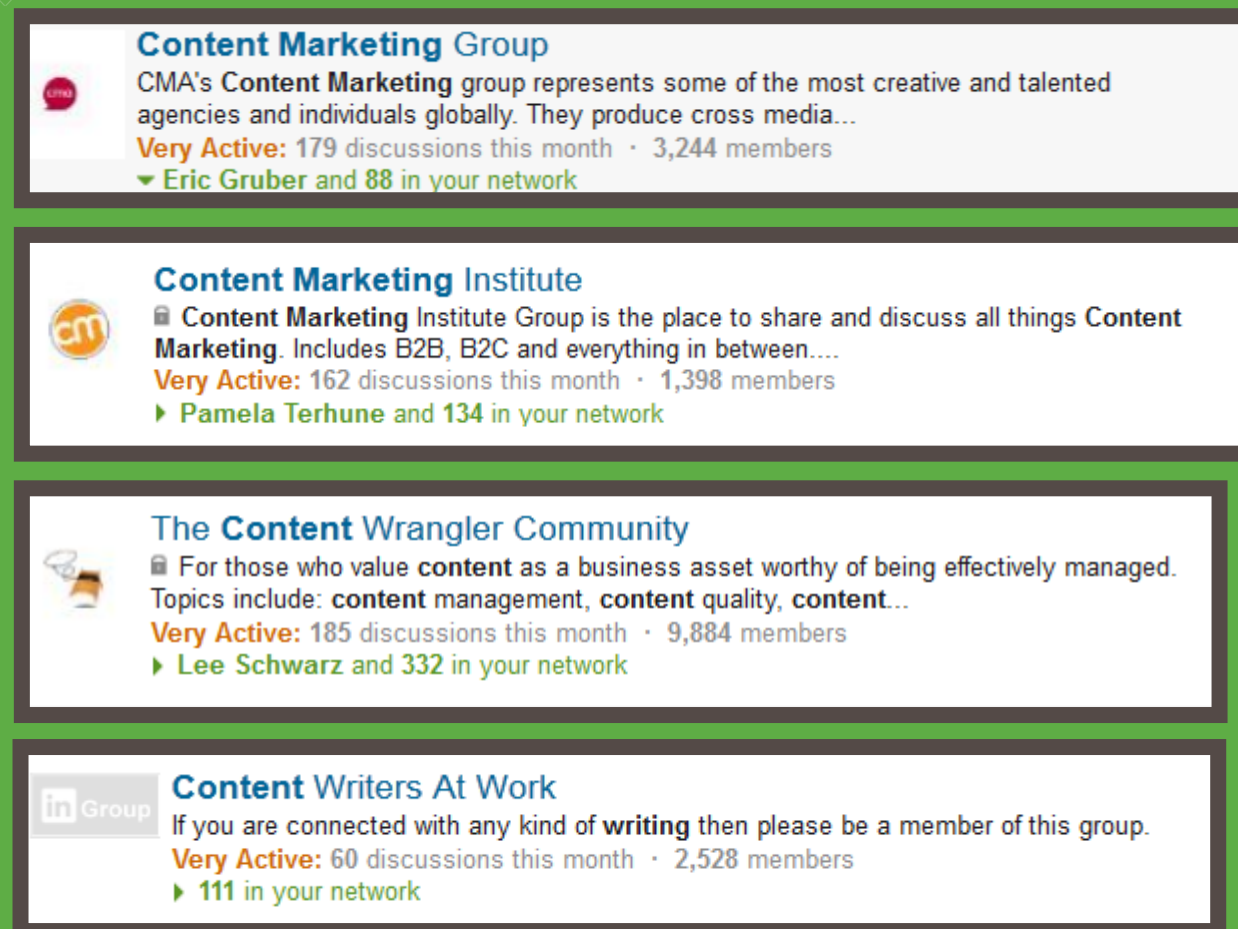 Content Marketing Group
cma
CMA's Content Marketing group represents some of the most creative and talented
agencies and individuals globally. They produce cross media...
Very Active: 179 discussions this month · 3,244 members
Eric Gruber and 88 in your network
Content Marketing Institute
cm
Content Marketing Institute Group is the place to share and discuss all things Content
Marketing. Includes B2B, B2C and everything in between....
Very Active: 162 discussions this month · 1,398 members
Pamela Terhune and 134 in your network
The Content Wrangler Community
For those who value content as a business asset worthy of being effectively managed.
Topics include: content management, content quality, content...
Very Active: 185 discussions this month · 9,884 members
Lee Schwarz and 332 in your network
Content Writers At Work
in Group
If you are connected with any kind of writing then please be a member of this group.
Very Active: 60 discussions this month · 2,528 members
111 in your network